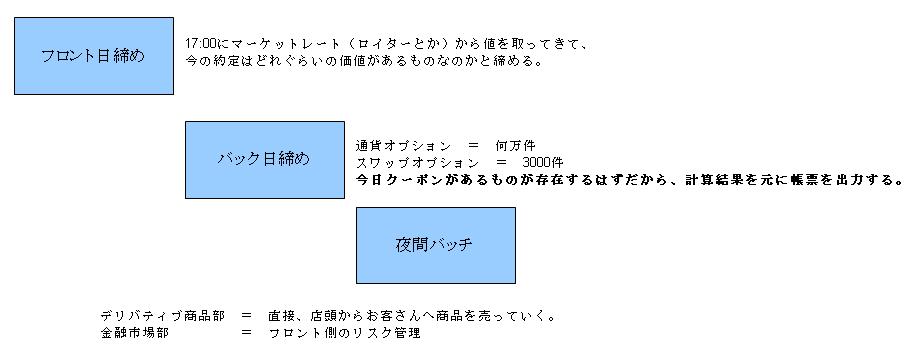 フロント日締め
17:00にマーケットレート（ロイターとか）から値を取ってきて、
今の約定はどれぐらいの価値があるものなのかと締める。
バック日締め
通貨オプション　＝　何万件
スワップオプション　＝　3000件
今日クーポンがあるものが存在するはずだから、計算結果を元に帳票を出力する。
夜間バッチ
デリバティブ商品部　＝　直接、店頭からお客さんへ商品を売っていく。
金融市場部　　　　　＝　フロント側のリスク管理